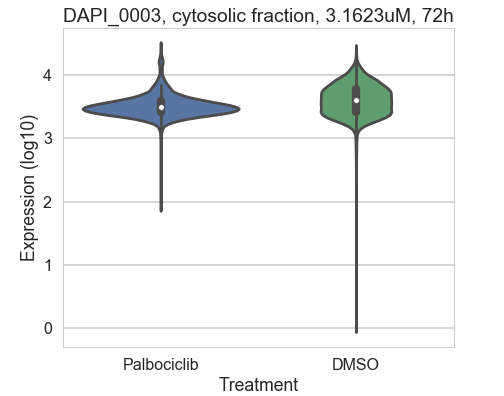 DAPI_0003, cytosolic fraction, 3.1623uM, 72h
Expression (log10)
4
3
2
1
0
Palbociclib
DMSO
Treatment